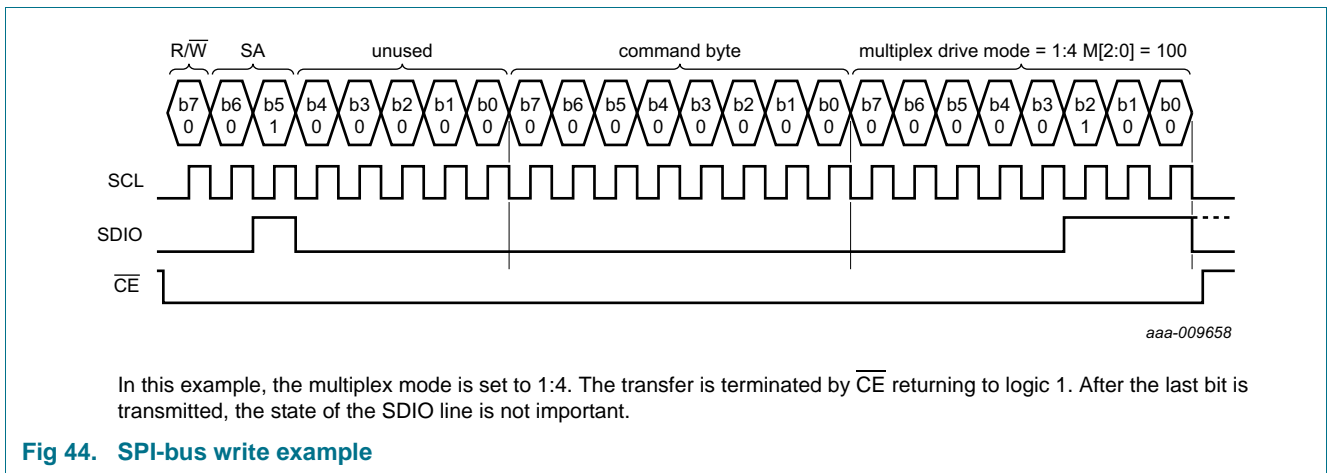 R/W̅ SA unused command byte multiplex drive mode = 1:4 M[2:0] = 100
b7 b6 b5 b4 b3 b2 b1 b0 b7 b6 b5 b4 b3 b2 b1 b0 b7 b6 b5 b4 b3 b2 b1 b0
0 0 1 0 0 0 0 0 0 0 0 0 0 0 0 0 0 0 0 0 0 1 0 0
SCL
SDIO
C̅E̅
aaa-009658
In this example, the multiplex mode is set to 1:4. The transfer is terminated by C̅E̅ returning to logic 1. After the last bit is
transmitted, the state of the SDIO line is not important.
Fig 44. SPI-bus write example